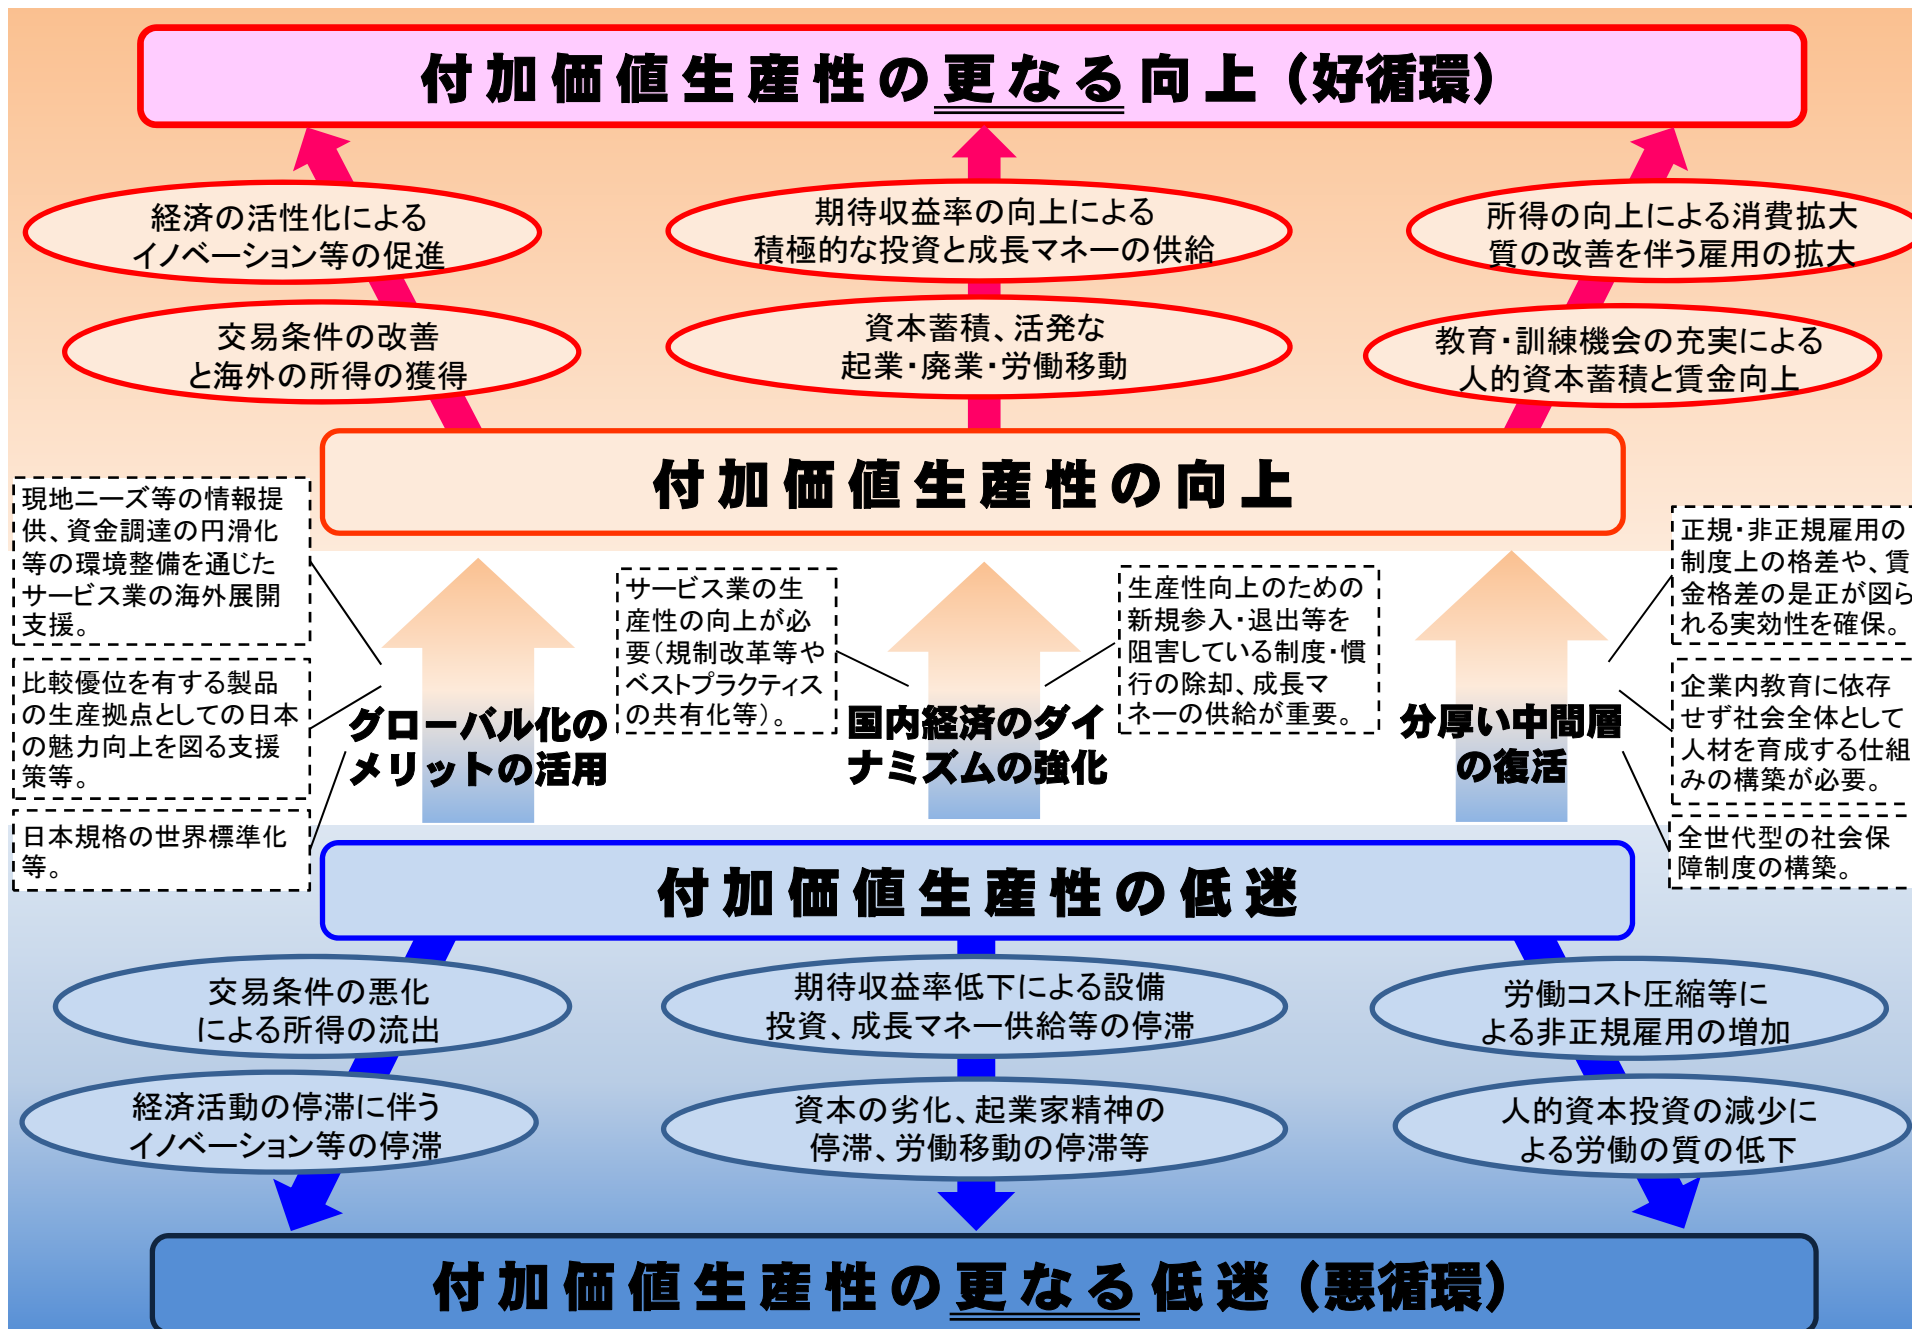 付加価値生産性の更なる向上（好循環）
経済の活性化による
イノベーション等の促進
期待収益率の向上による
積極的な投資と成長マネーの供給
所得の向上による消費拡大
質の改善を伴う雇用の拡大
交易条件の改善
と海外の所得の獲得
資本蓄積、活発な
起業・廃業・労働移動
教育・訓練機会の充実による
人的資本蓄積と賃金向上
付加価値生産性の向上
現地ニーズ等の情報提
供、資金調達の円滑化
等の環境整備を通じた
サービス業の海外展開
支援。
比較優位を有する製品
の生産拠点としての日本
の魅力向上を図る支援
策等。
日本規格の世界標準化
等。
グローバル化の
メリットの活用
サービス業の生
産性の向上が必
要（規制改革等や
ベストプラクティス
の共有化等）。
国内経済のダイ
ナミズムの強化
生産性向上のための
新規参入・退出等を
阻害している制度・慣
行の除却、成長マ
ネーの供給が重要。
分厚い中間層
の復活
正規・非正規雇用の
制度上の格差や、賃
金格差の是正が図ら
れる実効性を確保。
企業内教育に依存
せず社会全体として
人材を育成する仕組
みの構築が必要。
全世代型の社会保
障制度の構築。
付加価値生産性の低迷
交易条件の悪化
による所得の流出
期待収益率低下による設備
投資、成長マネー供給等の停滞
労働コスト圧縮等に
よる非正規雇用の増加
経済活動の停滞に伴う
イノベーション等の停滞
資本の劣化、起業家精神の
停滞、労働移動の停滞等
人的資本投資の減少に
よる労働の質の低下
付加価値生産性の更なる低迷（悪循環）